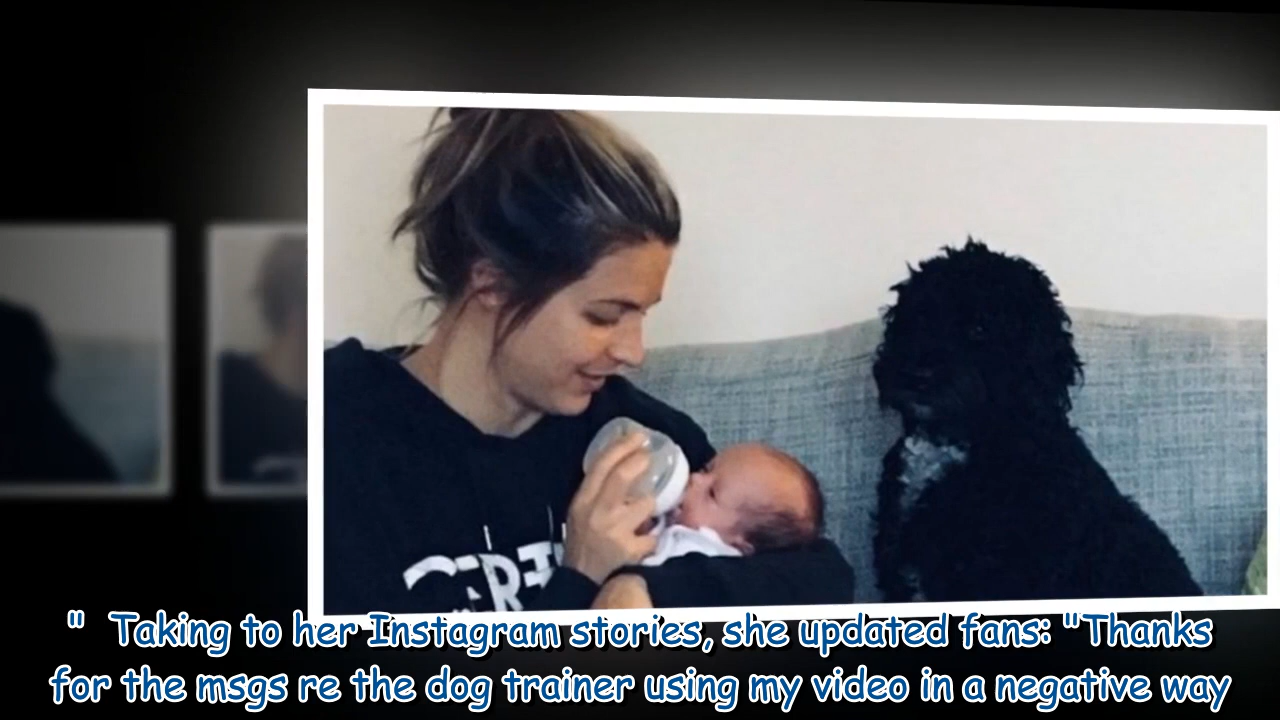 "  Taking to her Instagram stories, she updated fans: "Thanks
for the msgs re the dog trainer using my video in a negative way